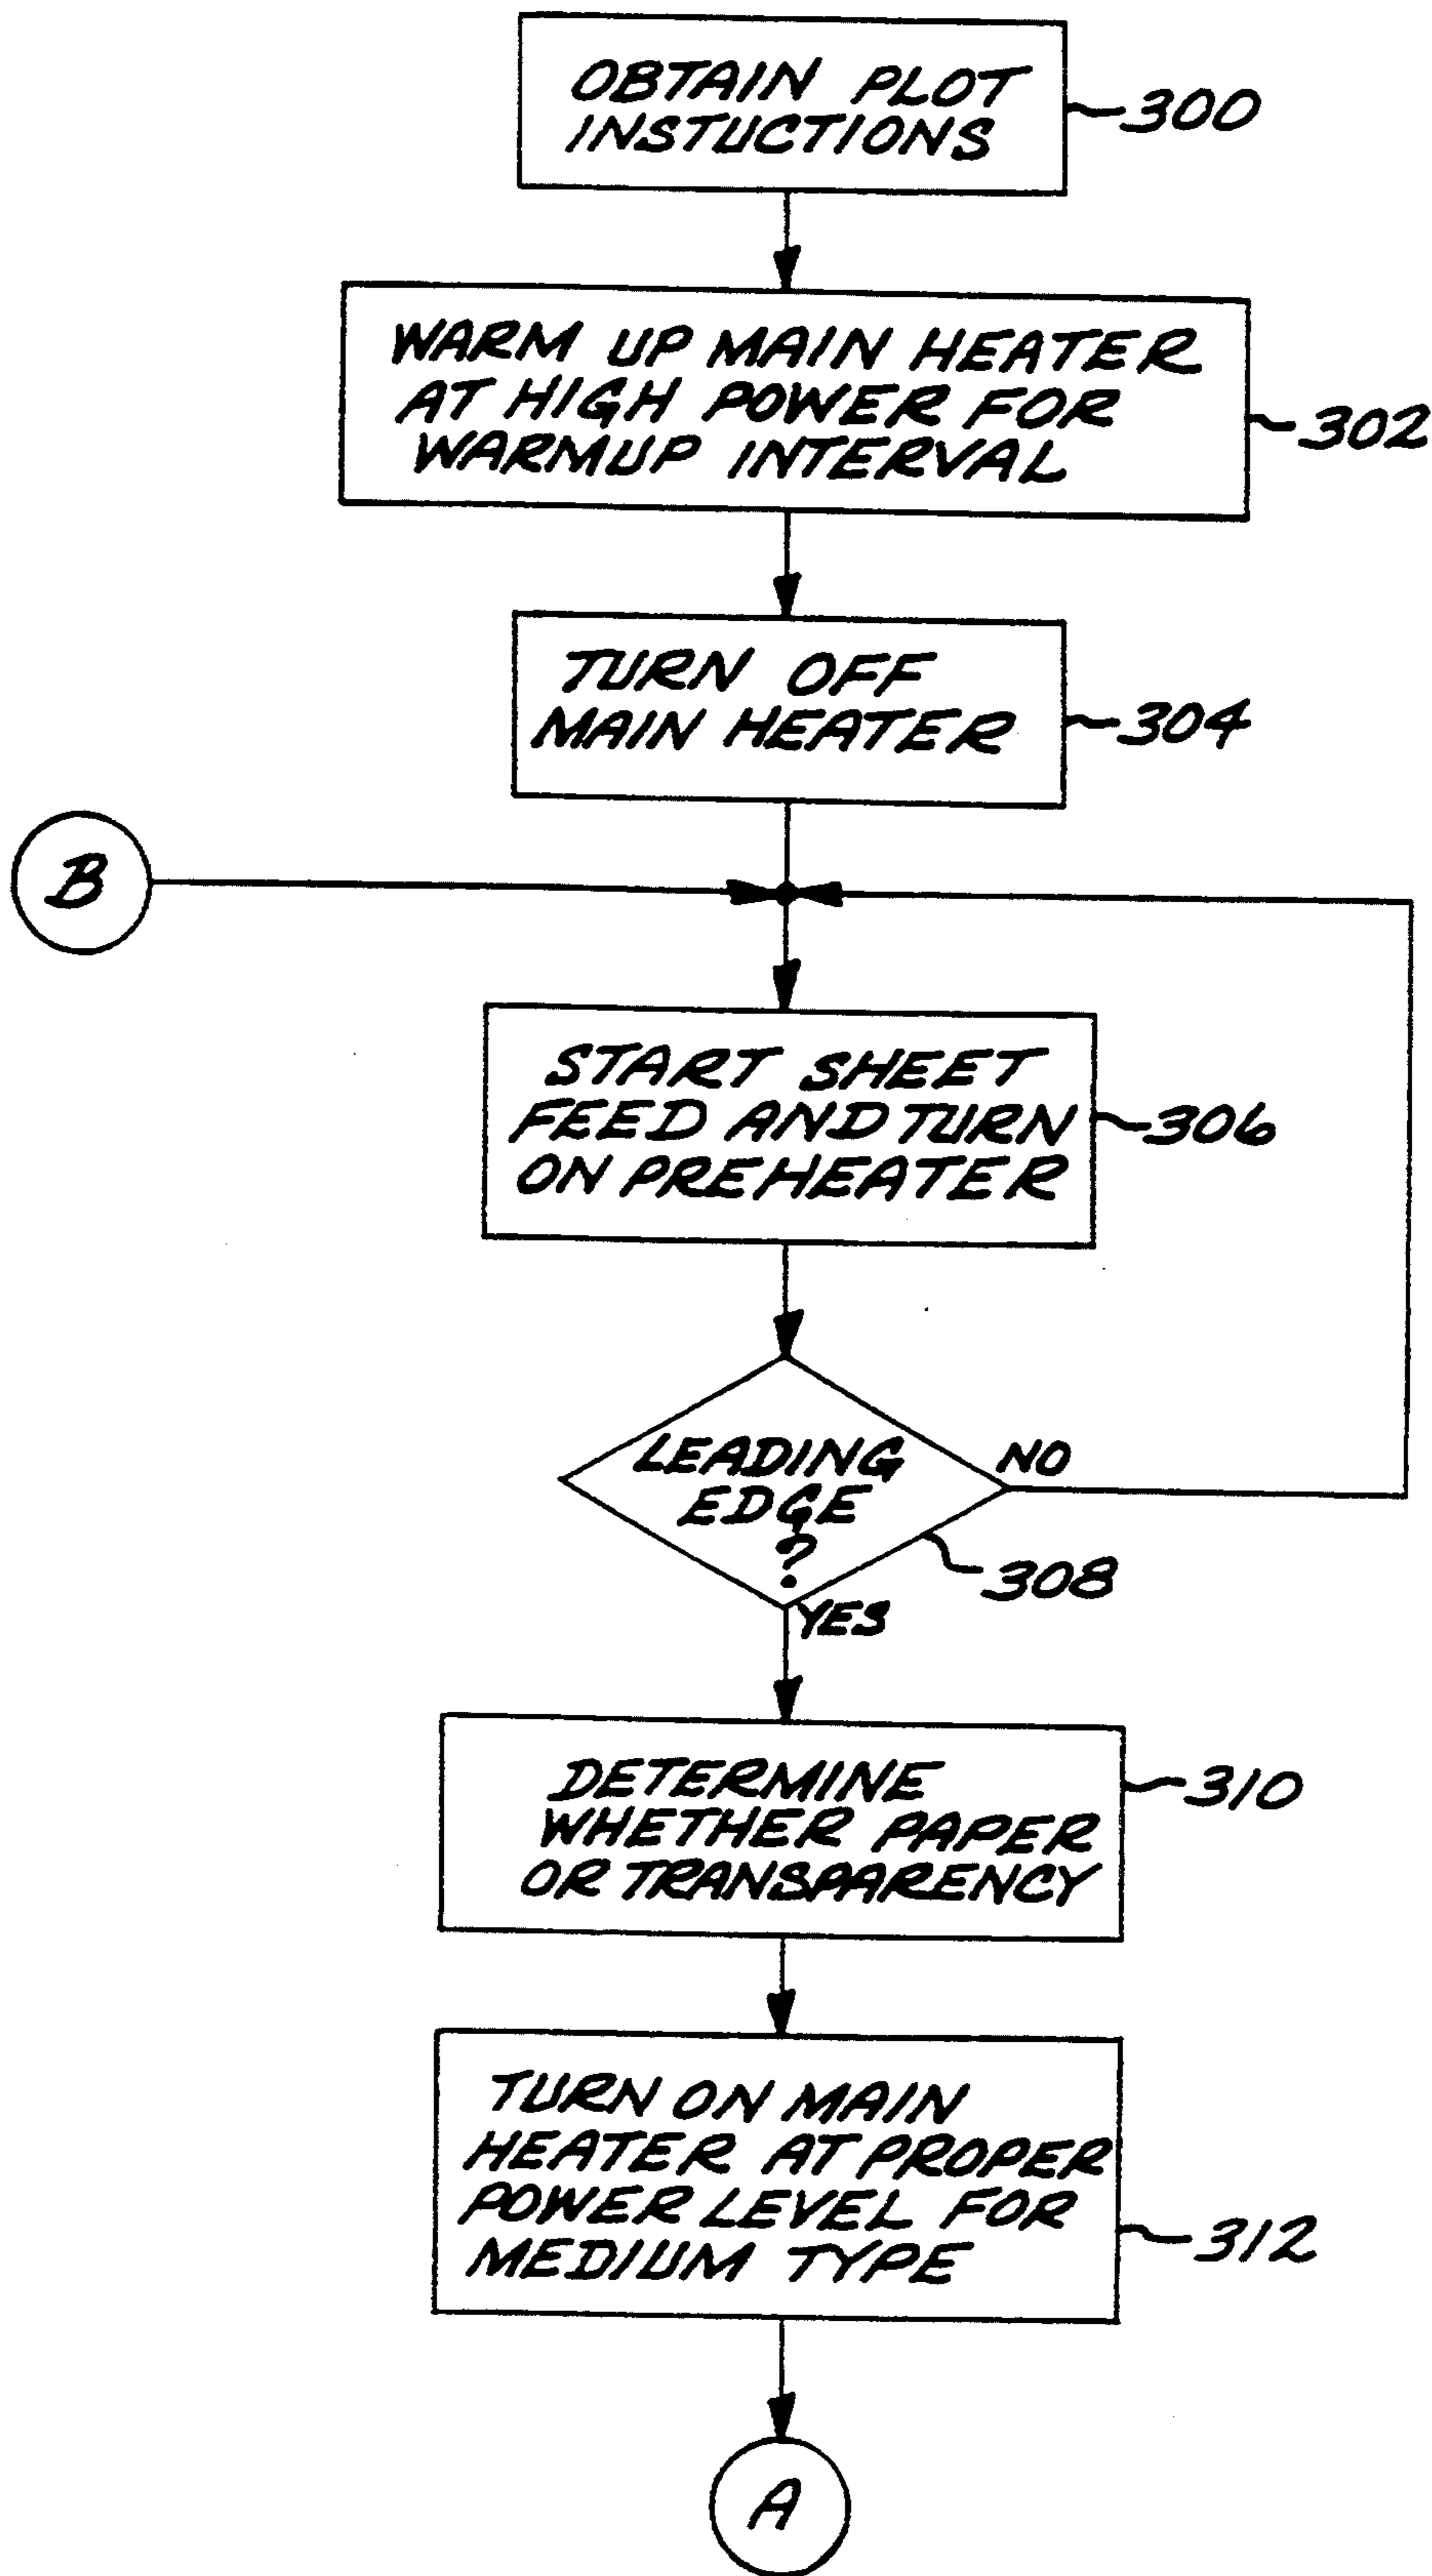 OBTAIN PLOT
INSTUCTIONS
300
WARM UP MAIN HEATER
AT HIGH POWER FOR
WARMUP INTERVAL
302
TURN OFF
MAIN HEATER
304
B
START SHEET
FEED AND TURN
ON PREHEATER
306
LEADING
EDGE
?
NO
308
YES
DETERMINE
WHETHER PAPER
OR TRANSPARENCY
310
TURN ON MAIN
HEATER AT PROPER
POWER LEVEL FOR
MEDIUM TYPE
312
A